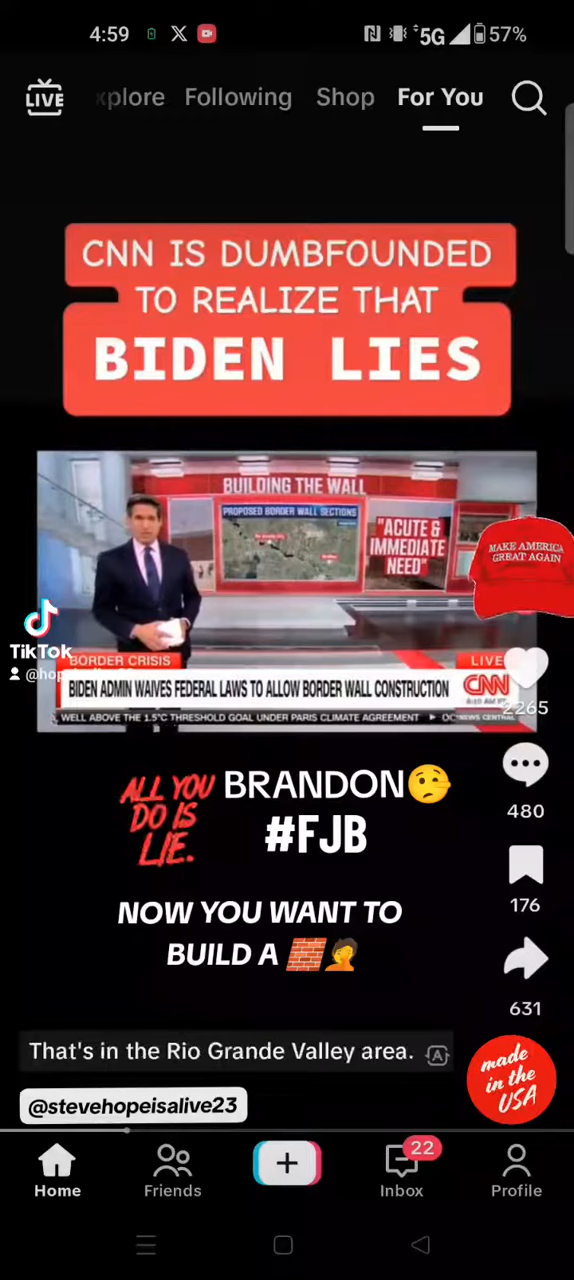 4:59
5G
57%
LIVE
xplore Following Shop For You
CNN IS DUMBFOUNDED
TO REALIZE THAT
BIDEN LIES
BUILDING THE WALL
PROPOSED BORDER WALL SECTIONS
"ACUTE &
IMMEDIATE
NEED"
MAKE AMERICA
GREAT AGAIN
TikTok
BORDER CRISIS
LIVE
BIDEN ADMIN WAIVES FEDERAL LAWS TO ALLOW BORDER WALL CONSTRUCTION
CNN
WELL ABOVE THE 1.5°C THRESHOLD GOAL UNDER PARIS CLIMATE AGREEMENT
2265
ALL YOU
DO IS
LIE.
BRANDON🤥
#FJB
480
176
NOW YOU WANT TO
BUILD A 🧱🤦
631
That's in the Rio Grande Valley area.
made
in the
USA
@stevehopeisalive23
22
Home Friends Inbox Profile